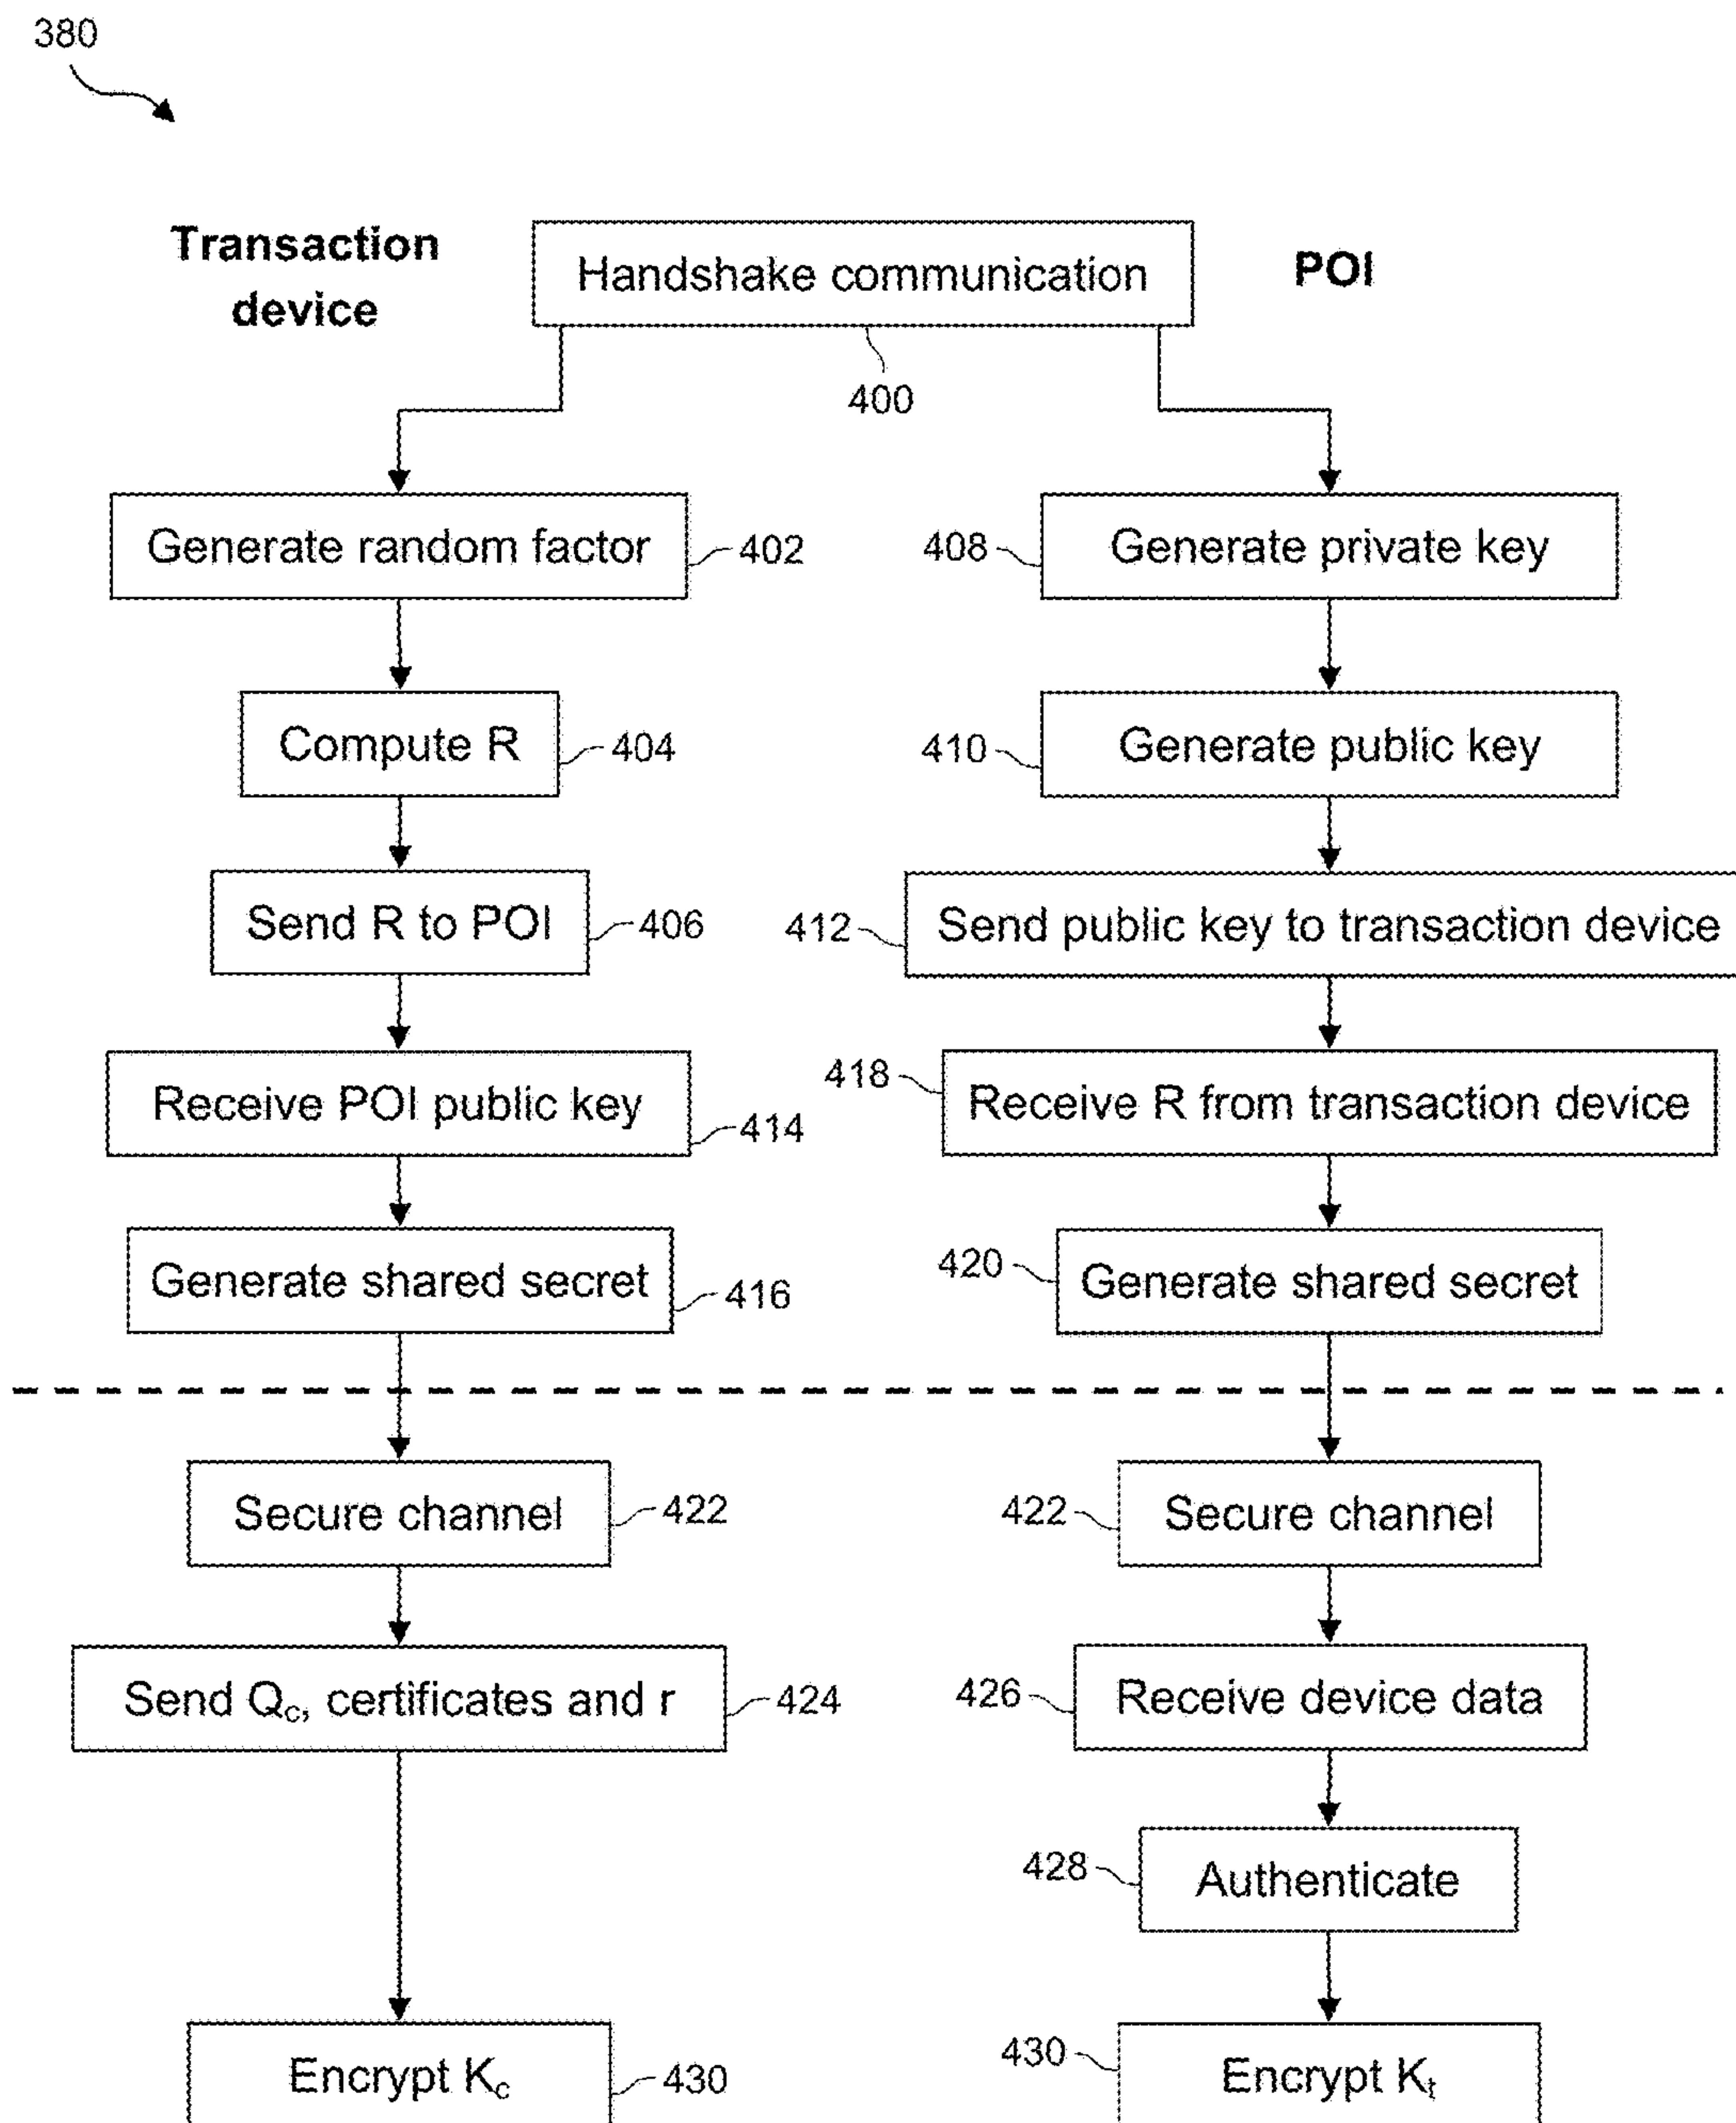 380
Transaction
device
Handshake communication
POI
400
Generate random factor
402
408
Generate private key
Compute R
404
410
Generate public key
Send R to POI
406
412
Send public key to transaction device
Receive POI public key
414
418
Receive R from transaction device
Generate shared secret
416
420
Generate shared secret
Secure channel
422
422
Secure channel
Send Qc, certificates and r
424
426
Receive device data
428
Authenticate
Encrypt Kc
430
430
Encrypt Kt